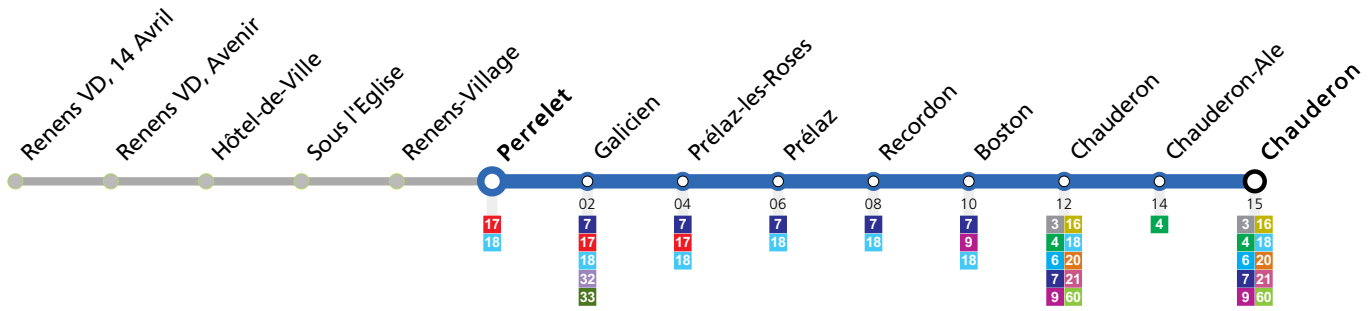 Renens VD, 14 Avril
Renens VD, Avenir
Hôtel-de-Ville
Sous l'Eglise
Renens-Village
Perrelet
Galicien
Prélaz-les-Roses
Prélaz
Recordon
Boston
Chauderon
Chauderon-Ale
Chauderon
02 04 06 08 10 12 14 15
17 7 7 7 7 7 3 16 4 3 16
18 17 17 18 18 9 4 18 4 18
18 18 18 6 20 6 20
32 7 21 7 21
33 9 60 9 60